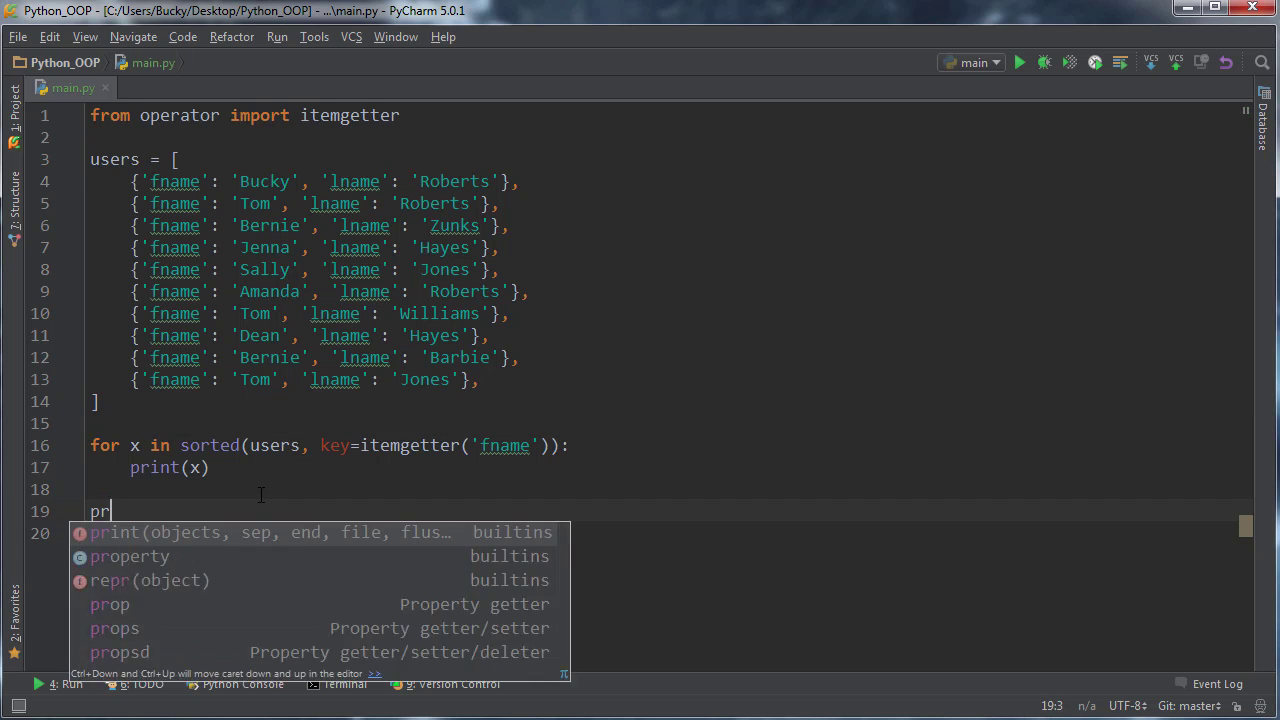 Python_OOP - [C:/Users/Bucky/Desktop/Python_OOP] - ...\main.py - PyCharm 5.0.1
File Edit View Navigate Code Refactor Run Tools VCS Window Help
Python_OOP main.py main VCS VCS
main.py
1: Project
7: Structure
2: Favorites
Database
1 from operator import itemgetter
2
3 users = [
4 {'fname': 'Bucky', 'lname': 'Roberts'},
5 {'fname': 'Tom', 'lname': 'Roberts'},
6 {'fname': 'Bernie', 'lname': 'Zunks'},
7 {'fname': 'Jenna', 'lname': 'Hayes'},
8 {'fname': 'Sally', 'lname': 'Jones'},
9 {'fname': 'Amanda', 'lname': 'Roberts'},
10 {'fname': 'Tom', 'lname': 'Williams'},
11 {'fname': 'Dean', 'lname': 'Hayes'},
12 {'fname': 'Bernie', 'lname': 'Barbie'},
13 {'fname': 'Tom', 'lname': 'Jones'},
14 ]
15
16 for x in sorted(users, key=itemgetter('fname')):
17 print(x)
18
19 pr
20
f print(objects, sep, end, file, flus... builtins
c property builtins
f repr(object) builtins
prop Property getter
props Property getter/setter
propsd Property getter/setter/deleter
Ctrl+Down and Ctrl+Up will move caret down and up in the editor >> π
4: Run 6: TODO Python Console Terminal 9: Version Control Event Log
19:3 n/a UTF-8 Git: master